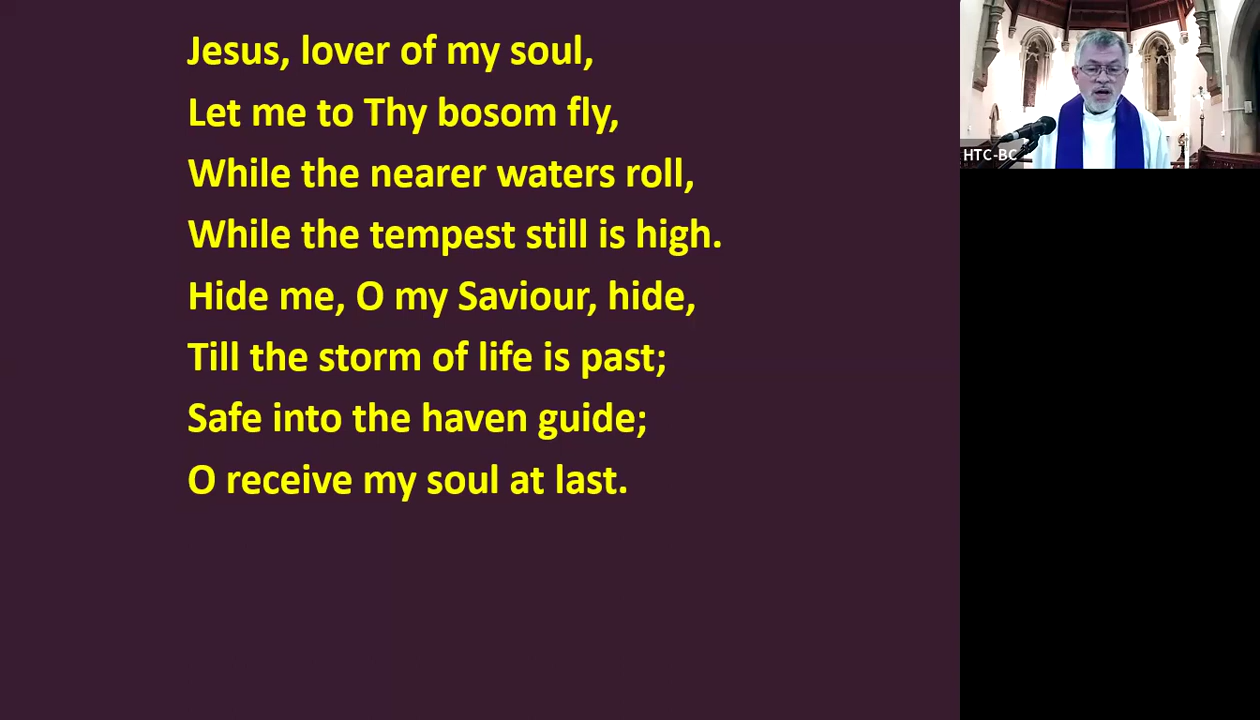 Jesus, lover of my soul,
Let me to Thy bosom fly,
While the nearer waters roll,
While the tempest still is high.
Hide me, O my Saviour, hide,
Till the storm of life is past;
Safe into the haven guide;
O receive my soul at last.
HTC-BC